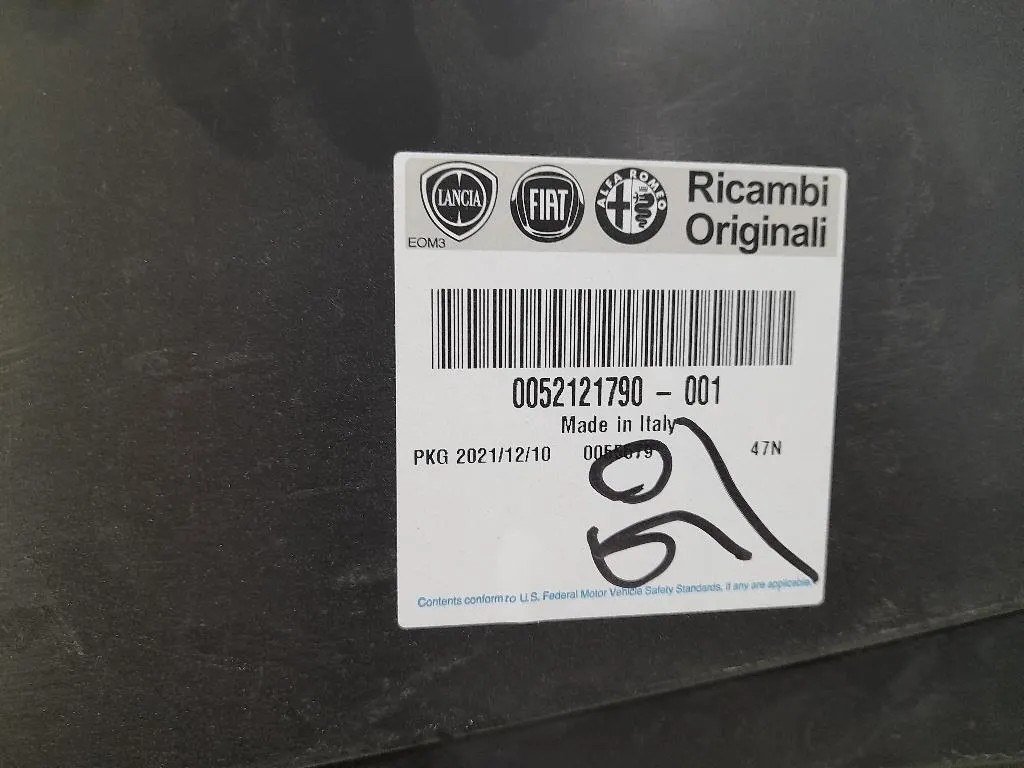 LANCIA FIAT ALFA ROMEO Ricambi
Originali
EOM3
0052121790 - 001
Made in Italy
PKG 2021/12/10 47N
Contents conform to U.S. Federal Motor Vehicle Safety Standards, if any are applicable.